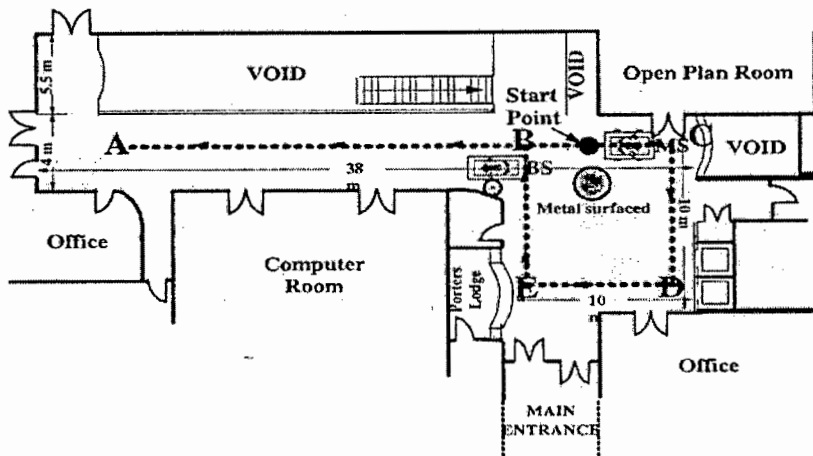 VOID
VOID
Open Plan Room
5.5 m
Start
Point
A
B
C
MS
VOID
4 m
38
m
BS
Metal surfaced
10 m
Office
Computer
Room
Porters
Lodge
E
D
10
Office
MAIN
ENTRANCE